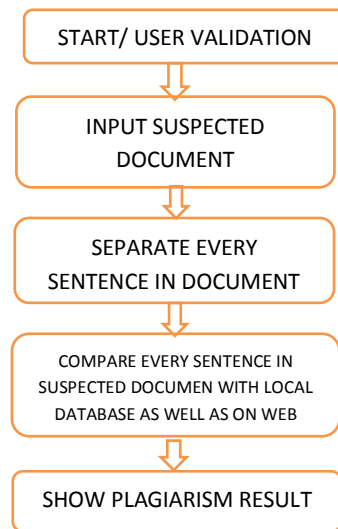 START/ USER VALIDATION
INPUT SUSPECTED
DOCUMENT
SEPARATE EVERY
SENTENCE IN DOCUMENT
COMPARE EVERY SENTENCE IN
SUSPECTED DOCUMEN WITH LOCAL
DATABASE AS WELL AS ON WEB
SHOW PLAGIARISM RESULT